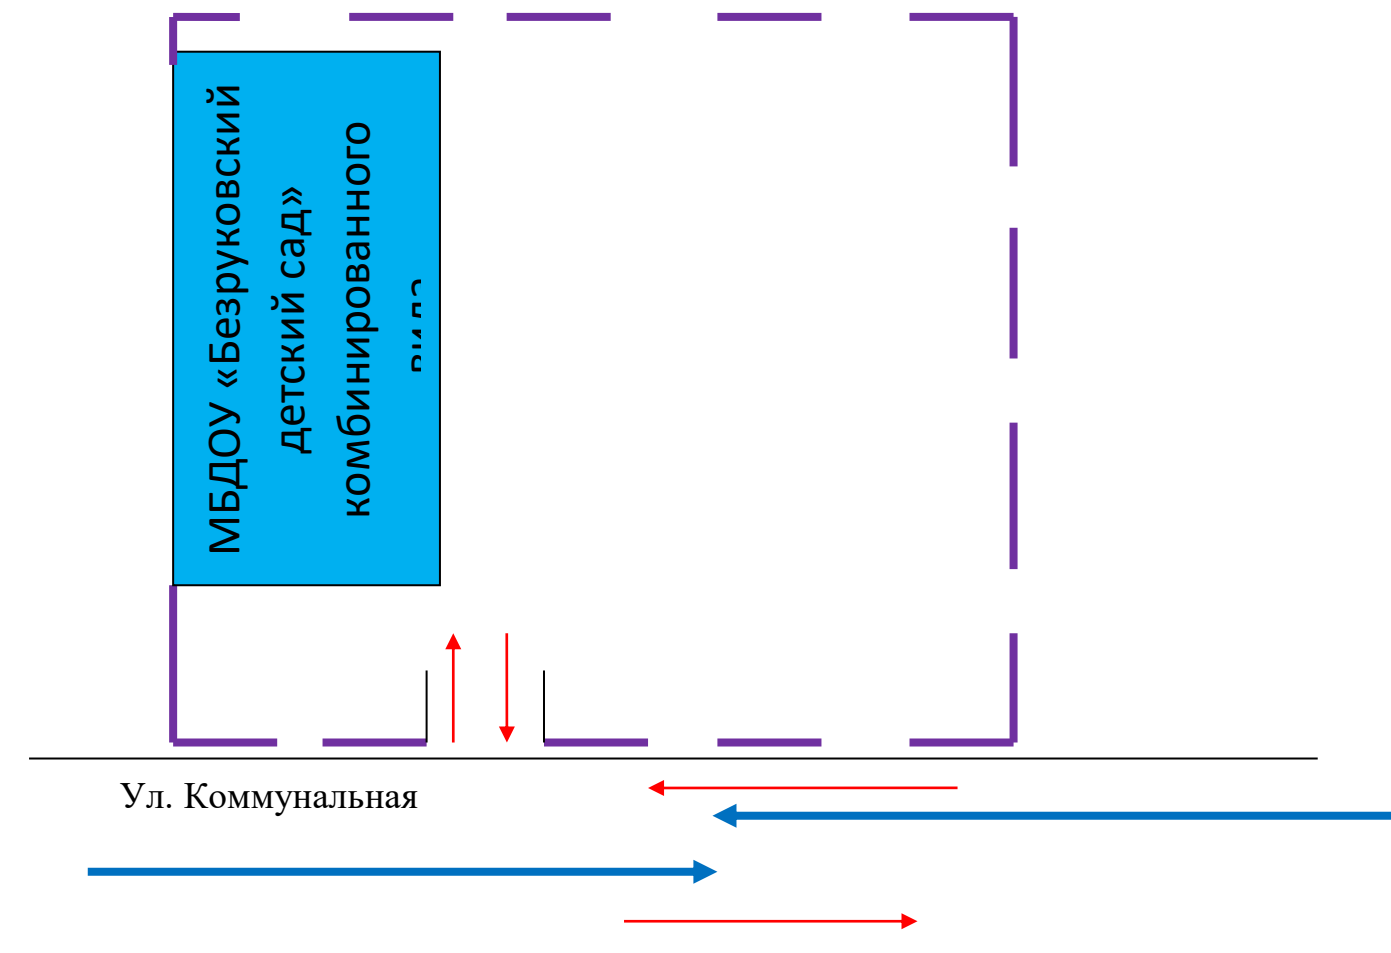 МБДОУ «Безруковский
детский сад»
комбинированного
Ул. Коммунальная